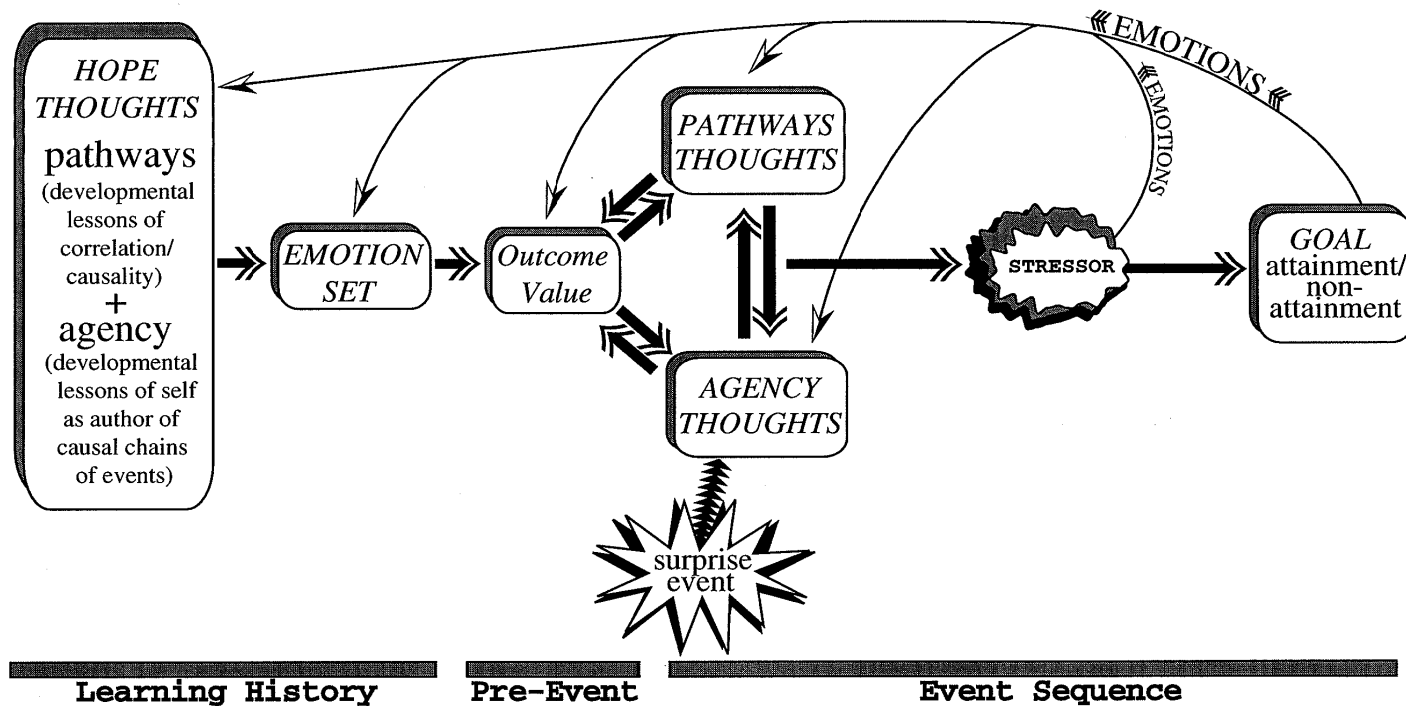 HOPE
THOUGHTS
pathways
(developmental
lessons of
correlation/
causality)
+
agency
(developmental
lessons of self
as author of
causal chains
of events)
EMOTION
SET
Outcome
Value
PATHWAYS
THOUGHTS
AGENCY
THOUGHTS
surprise
event
STRESSOR
EMOTIONS
EMOTIONS
GOAL
attainment/
non-
attainment
Learning History
Pre-Event
Event Sequence